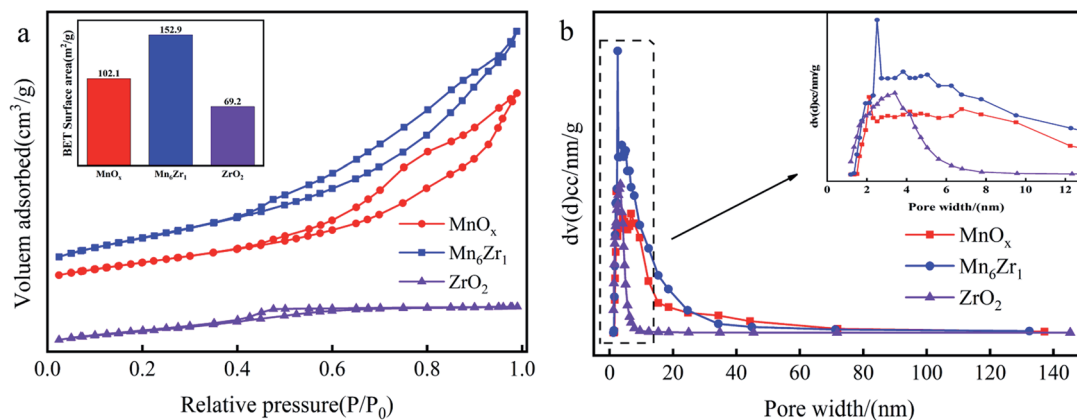 a
152.9
102.1
69.2
BET Surface area(m²/g)
MnOₓ Mn₆Zr₁ ZrO₂
Voluem adsorbed(cm³/g)
MnOₓ
Mn₆Zr₁
ZrO₂
0.0 0.2 0.4 0.6 0.8 1.0
Relative pressure(P/P₀)
b
dv(d)cc/nm/g
0 2 4 6 8 10 12
Pore width/(nm)
dv(d)cc/nm/g
MnOₓ
Mn₆Zr₁
ZrO₂
0 20 40 60 80 100 120 140
Pore width/(nm)